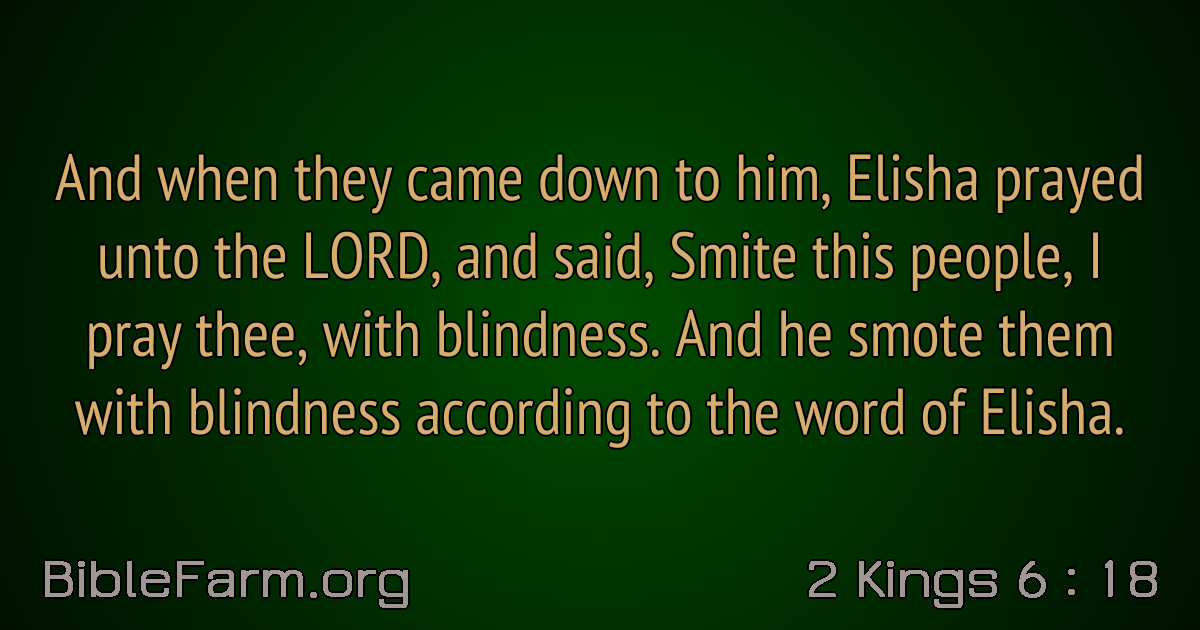 And when they came down to him, Elisha prayed
unto the LORD, and said, Smite this people, I
pray thee, with blindness. And he smote them
with blindness according to the word of Elisha.
BibleFarm.org
2 Kings 6 : 18